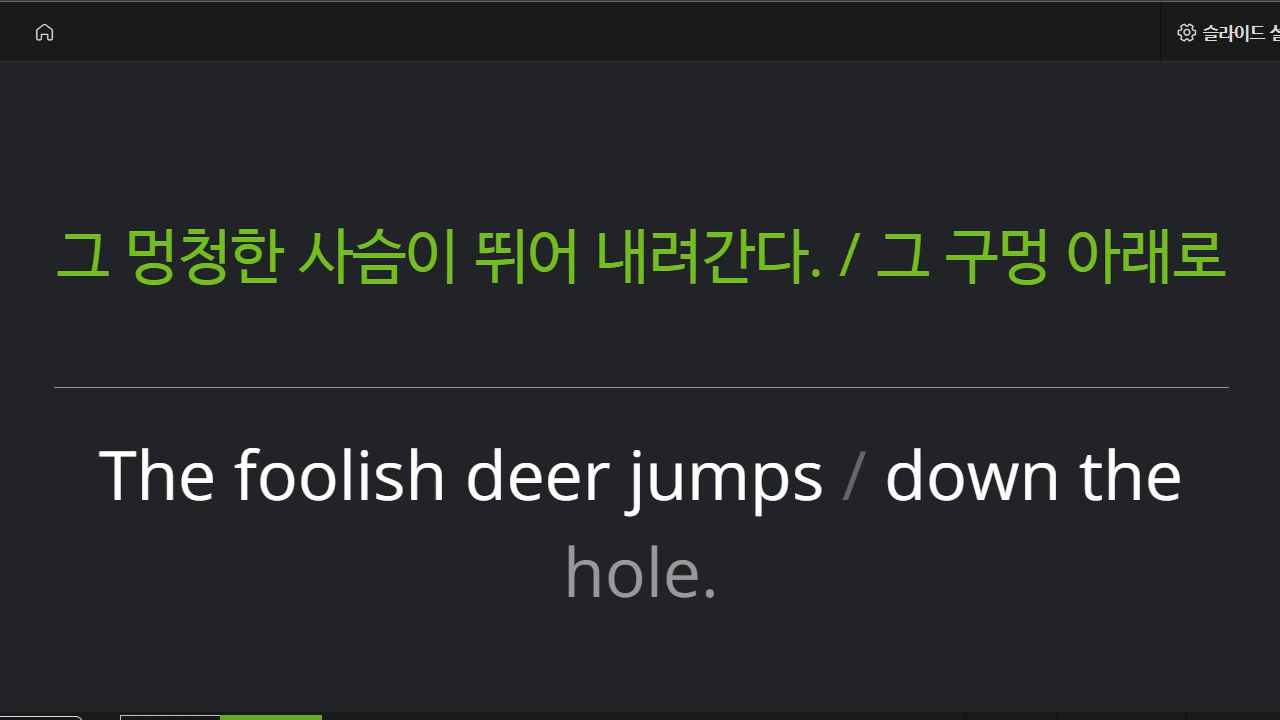 슬라이드
그 멍청한 사슴이 뛰어 내려간다. / 그 구멍 아래로
The foolish deer jumps / down the
hole.